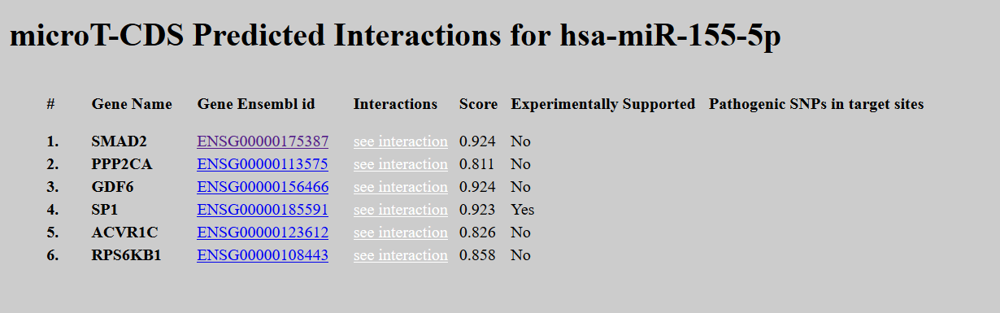 microT-CDS Predicted Interactions for hsa-miR-155-5p
# Gene Name Gene Ensembl id Interactions Score Experimentally Supported Pathogenic SNPs in target sites
1. SMAD2 ENSG00000175387 see interaction 0.924 No
2. PPP2CA ENSG00000113575 see interaction 0.811 No
3. GDF6 ENSG00000156466 see interaction 0.924 No
4. SP1 ENSG00000185591 see interaction 0.923 Yes
5. ACVR1C ENSG00000123612 see interaction 0.826 No
6. RPS6KB1 ENSG00000108443 see interaction 0.858 No